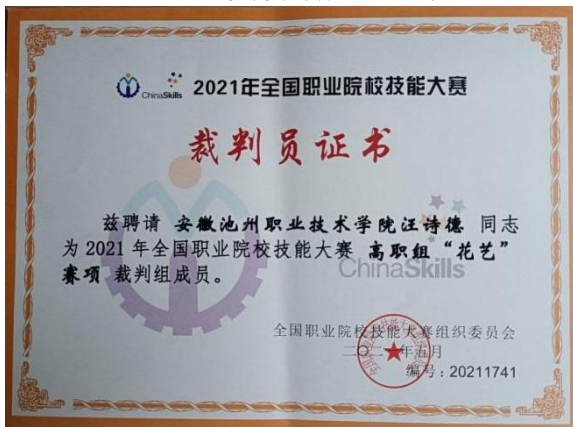 ChinaSkills 2021年全国职业院校技能大赛
裁判员证书
兹聘请 安徽池州职业技术学院汪诗德 同志
为 2021 年全国职业院校技能大赛 高职组“花艺”
赛项 裁判组成员。
ChinaSkills
全国职业院校技能大赛组织委员会
二〇二一年五月
编号:20211741